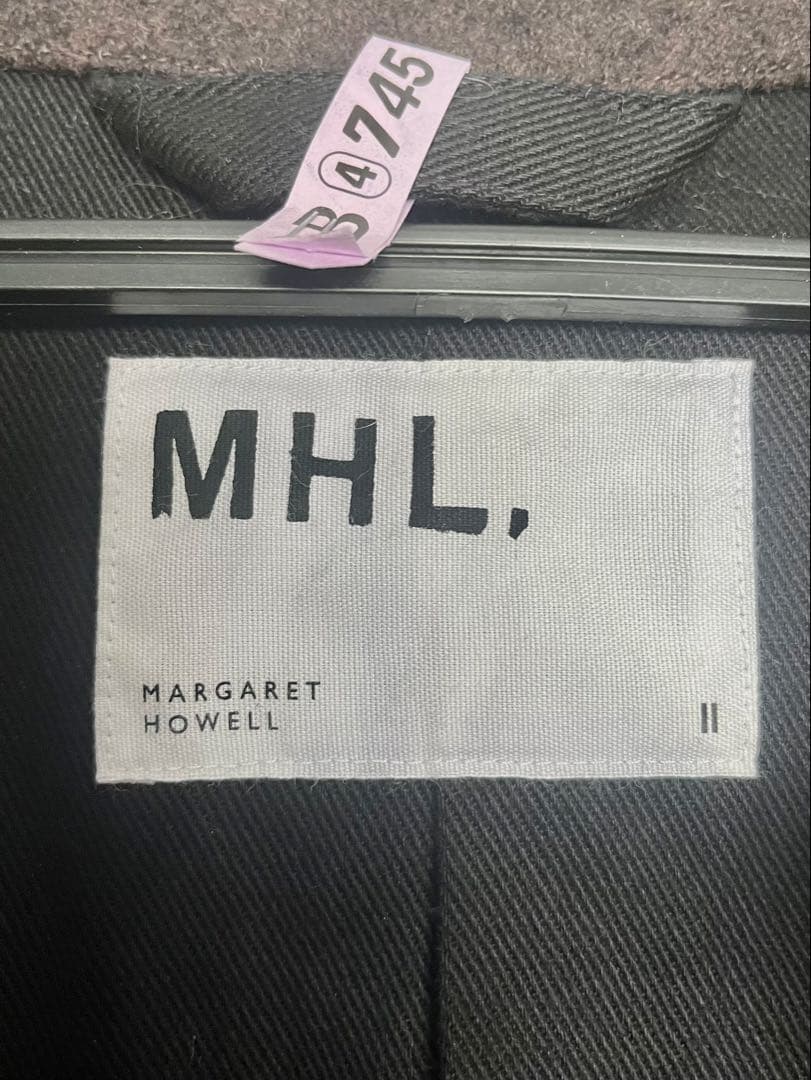 B④745
MHL.
MARGARET
HOWELL
II